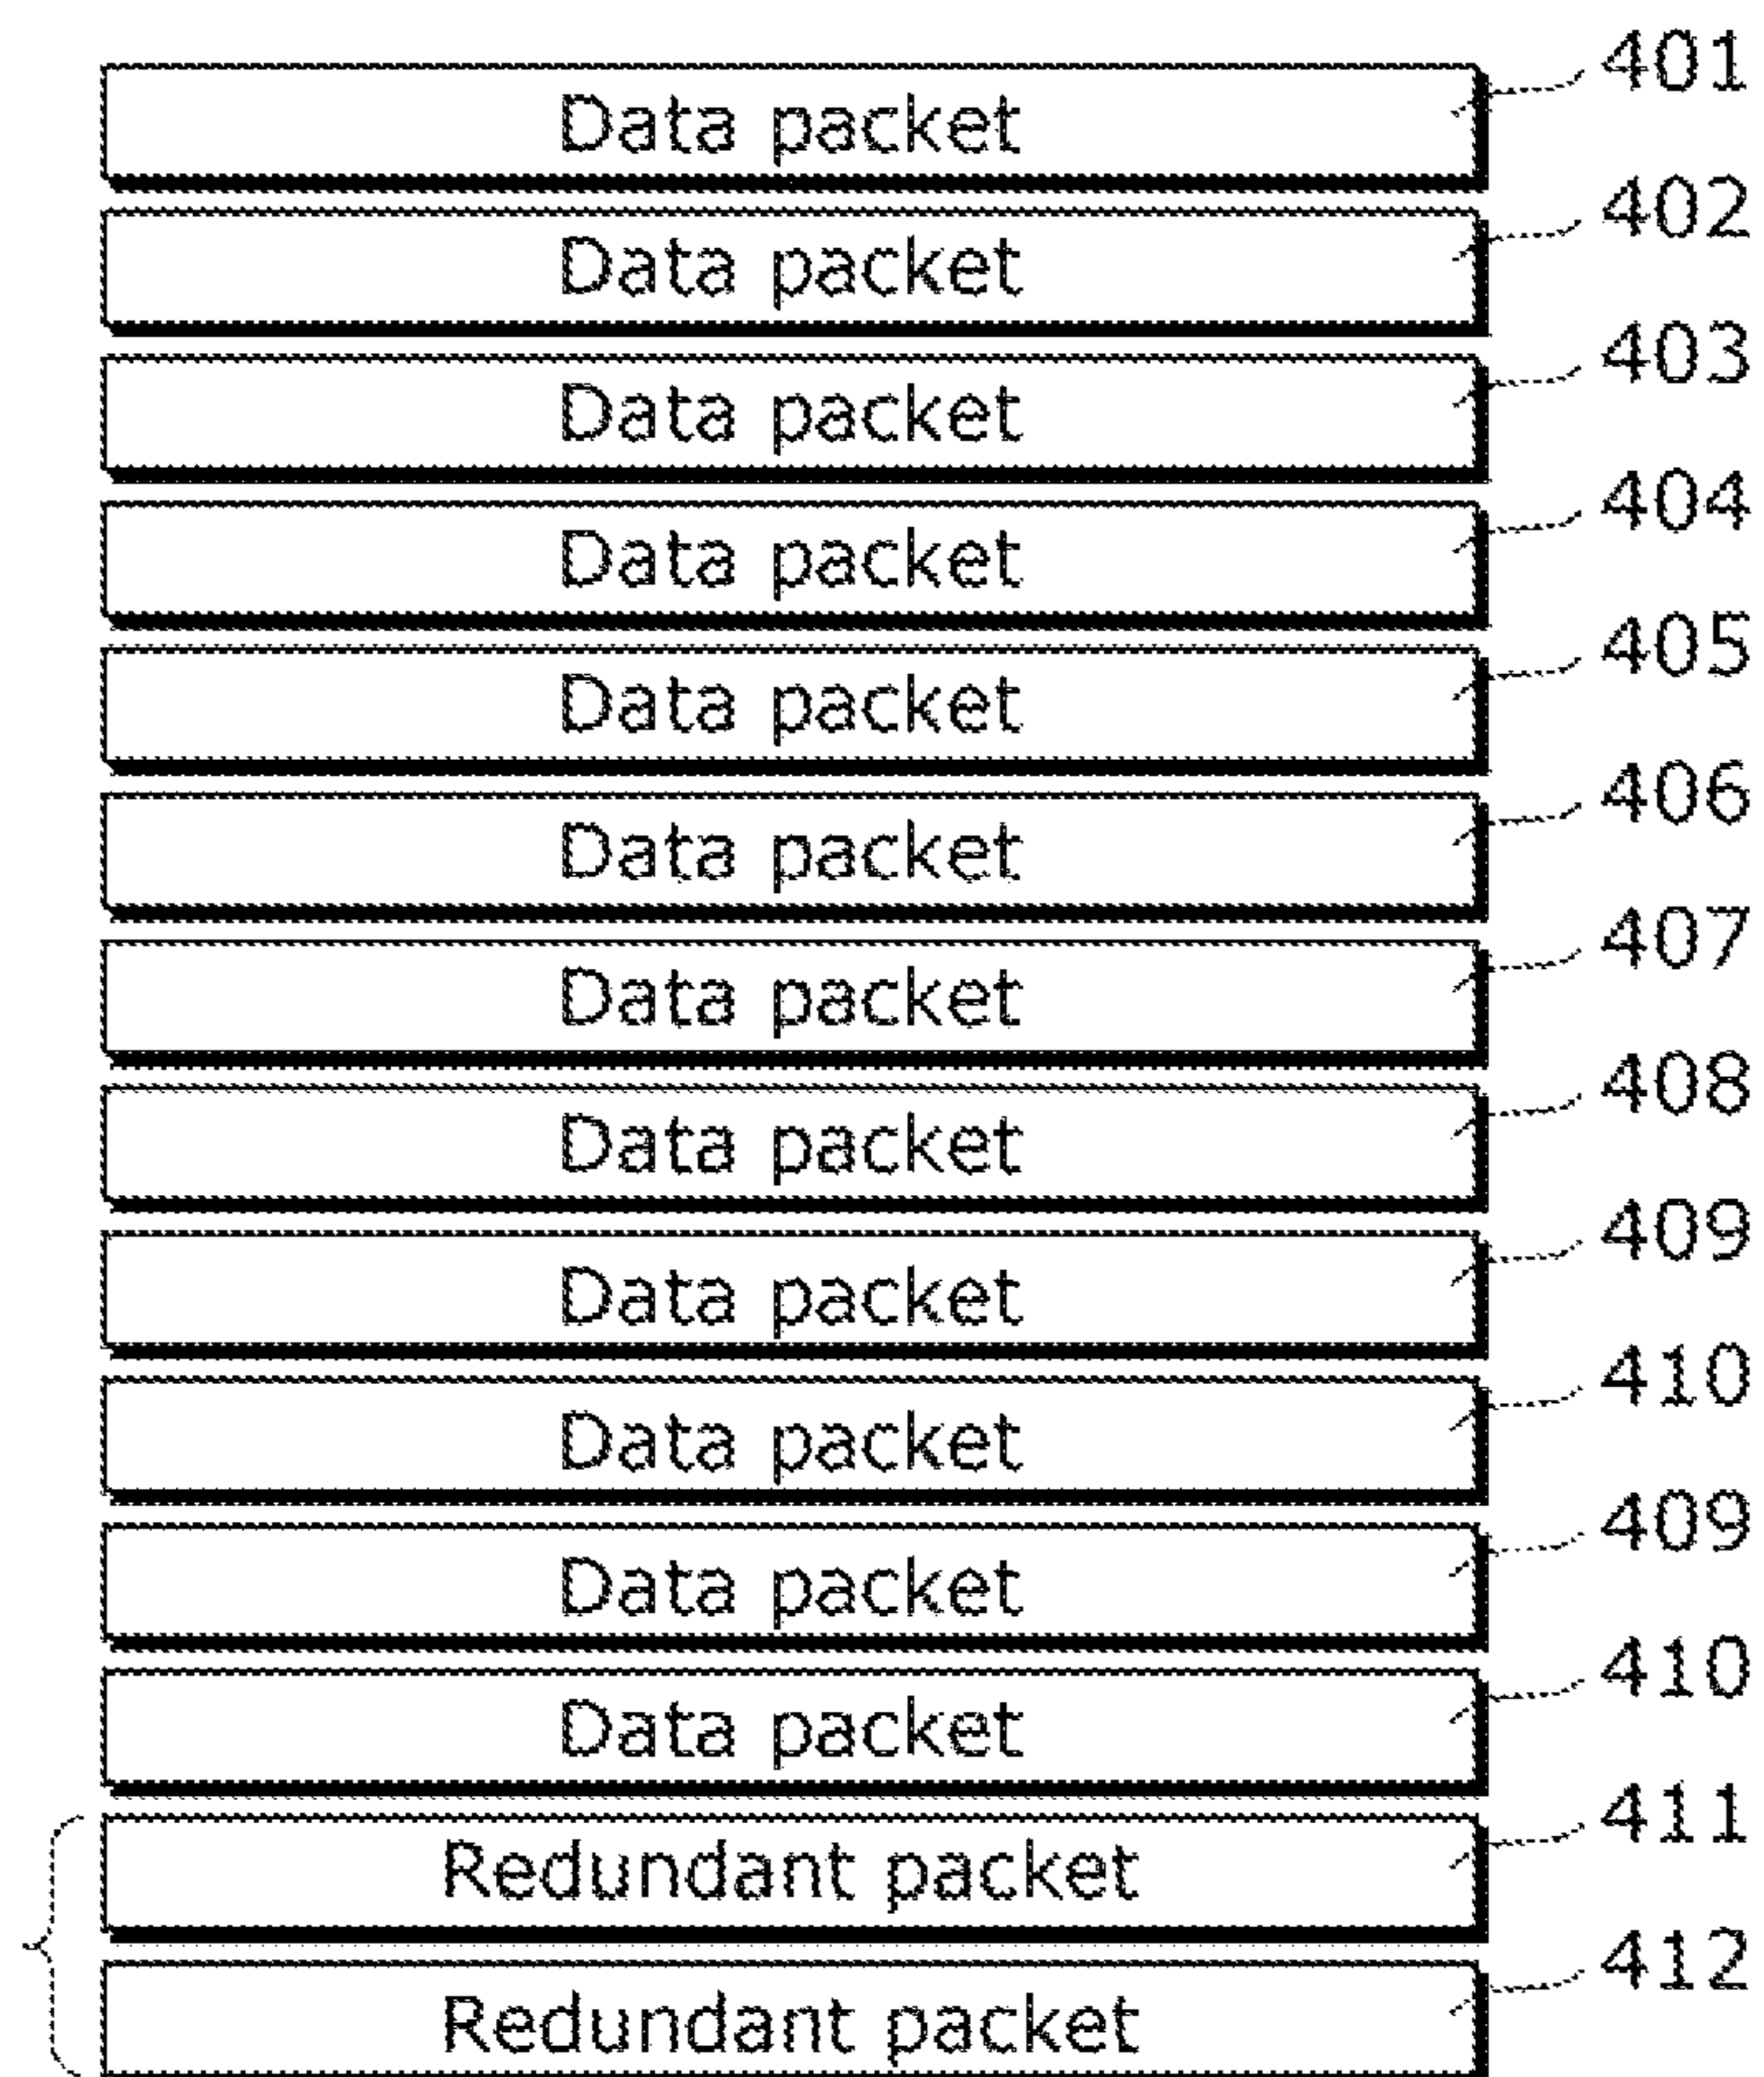 401
Data packet
402
Data packet
403
Data packet
404
Data packet
405
Data packet
406
Data packet
407
Data packet
408
Data packet
409
Data packet
410
Data packet
409
Data packet
410
Data packet
411
Redundant packet
412
Redundant packet